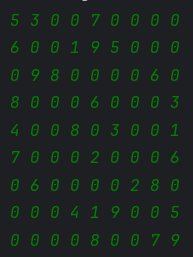 5 3 0 0 7 0 0 0 0
6 0 0 1 9 5 0 0 0
0 9 8 0 0 0 0 6 0
8 0 0 0 6 0 0 0 3
4 0 0 8 0 3 0 0 1
7 0 0 0 2 0 0 0 6
0 6 0 0 0 0 2 8 0
0 0 0 4 1 9 0 0 5
0 0 0 0 8 0 0 7 9